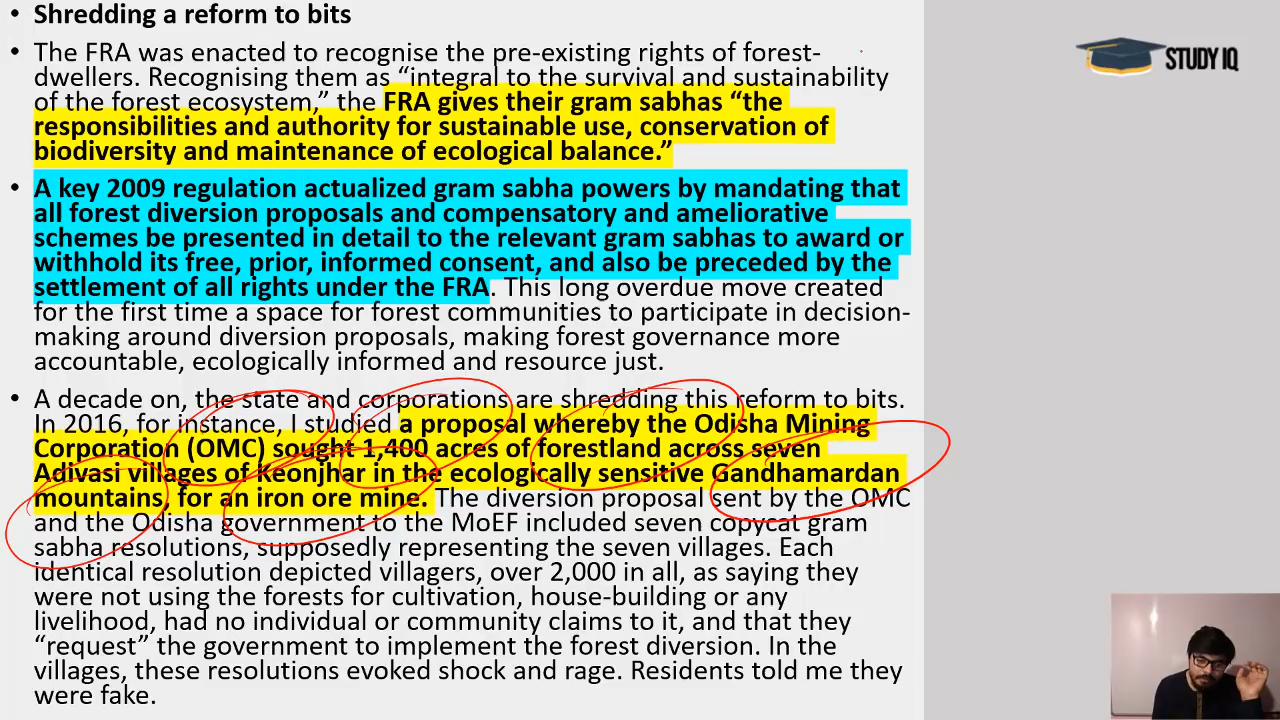 • Shredding a reform to bits
• The FRA was enacted to recognise the pre-existing rights of forest-
dwellers. Recognising them as “integral to the survival and sustainability
of the forest ecosystem,” the FRA gives their gram sabhas “the
responsibilities and authority for sustainable use, conservation of
biodiversity and maintenance of ecological balance.”
• A key 2009 regulation actualized gram sabha powers by mandating that
all forest diversion proposals and compensatory and ameliorative
schemes be presented in detail to the relevant gram sabhas to award or
withhold its free, prior, informed consent, and also be preceded by the
settlement of all rights under the FRA. This long overdue move created
for the first time a space for forest communities to participate in decision-
making around diversion proposals, making forest governance more
accountable, ecologically informed and resource just.
• A decade on, the state and corporations are shredding this reform to bits.
In 2016, for instance, I studied a proposal whereby the Odisha Mining
Corporation (OMC) sought 1,400 acres of forestland across seven
Adivasi villages of Keonjhar in the ecologically sensitive Gandhamardan
mountains, for an iron ore mine. The diversion proposal sent by the OMC
and the Odisha government to the MoEF included seven copycat gram
sabha resolutions, supposedly representing the seven villages. Each
identical resolution depicted villagers, over 2,000 in all, as saying they
were not using the forests for cultivation, house-building or any
livelihood, had no individual or community claims to it, and that they
“request” the government to implement the forest diversion. In the
villages, these resolutions evoked shock and rage. Residents told me they
were fake.
STUDY IQ